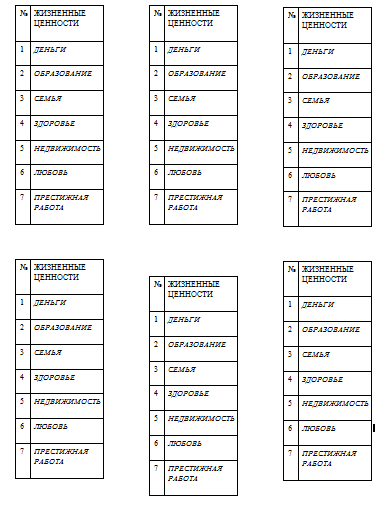 № ЖИЗНЕННЫЕ
ЦЕННОСТИ
1 ДЕНЬГИ
2 ОБРАЗОВАНИЕ
3 СЕМЬЯ
4 ЗДОРОВЬЕ
5 НЕДВИЖИМОСТЬ
6 ЛЮБОВЬ
7 ПРЕСТИЖНАЯ
РАБОТА
№ ЖИЗНЕННЫЕ
ЦЕННОСТИ
1 ДЕНЬГИ
2 ОБРАЗОВАНИЕ
3 СЕМЬЯ
4 ЗДОРОВЬЕ
5 НЕДВИЖИМОСТЬ
6 ЛЮБОВЬ
7 ПРЕСТИЖНАЯ
РАБОТА
№ ЖИЗНЕННЫЕ
ЦЕННОСТИ
1 ДЕНЬГИ
2 ОБРАЗОВАНИЕ
3 СЕМЬЯ
4 ЗДОРОВЬЕ
5 НЕДВИЖИМОСТЬ
6 ЛЮБОВЬ
7 ПРЕСТИЖНАЯ
РАБОТА
№ ЖИЗНЕННЫЕ
ЦЕННОСТИ
1 ДЕНЬГИ
2 ОБРАЗОВАНИЕ
3 СЕМЬЯ
4 ЗДОРОВЬЕ
5 НЕДВИЖИМОСТЬ
6 ЛЮБОВЬ
7 ПРЕСТИЖНАЯ
РАБОТА
№ ЖИЗНЕННЫЕ
ЦЕННОСТИ
1 ДЕНЬГИ
2 ОБРАЗОВАНИЕ
3 СЕМЬЯ
4 ЗДОРОВЬЕ
5 НЕДВИЖИМОСТЬ
6 ЛЮБОВЬ
7 ПРЕСТИЖНАЯ
РАБОТА
№ ЖИЗНЕННЫЕ
ЦЕННОСТИ
1 ДЕНЬГИ
2 ОБРАЗОВАНИЕ
3 СЕМЬЯ
4 ЗДОРОВЬЕ
5 НЕДВИЖИМОСТЬ
6 ЛЮБОВЬ
7 ПРЕСТИЖНАЯ
РАБОТА